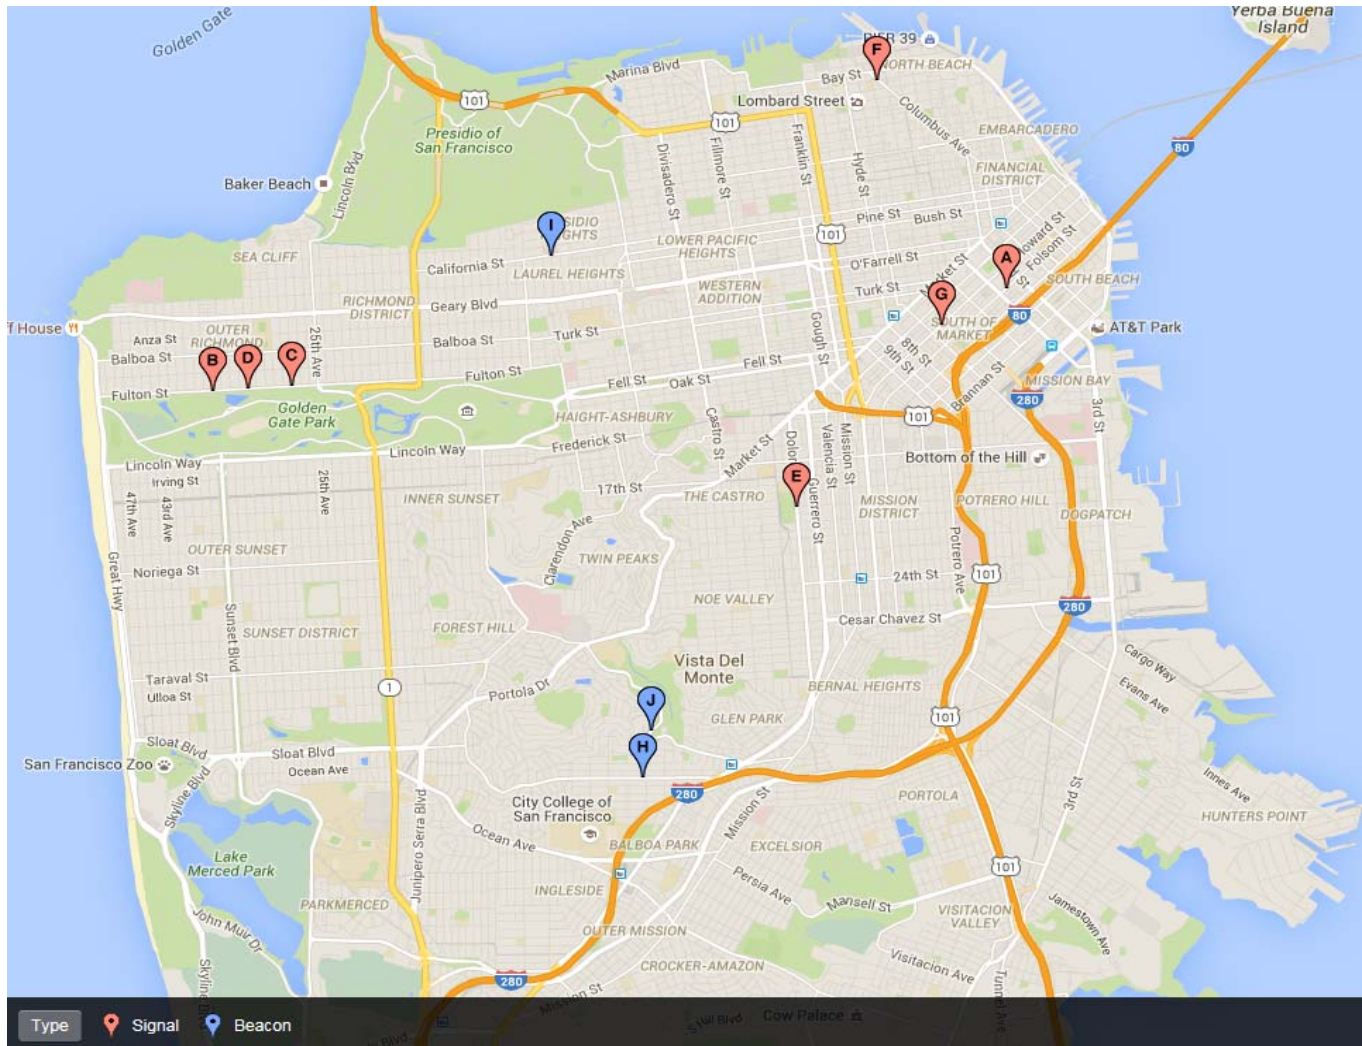 Yerba Buena
Island
Golden Gate
PIER 39
F
NORTH BEACH
Bay St
Marina Blvd
Lombard Street
101
101
Columbus Ave
EMBARCADERO
Presidio of
San Francisco
80
Divisadero St
Fillmore St
Franklin St
Hyde St
FINANCIAL
DISTRICT
Lincoln Blvd
Baker Beach
I
Pine St
Bush St
Howard St
Folsom St
101
LOWER PACIFIC
HEIGHTS
SEA CLIFF
California St
LAUREL HEIGHTS
O'Farrell St
Market St
A
SOUTH BEACH
WESTERN
ADDITION
Turk St
G
RICHMOND
DISTRICT
Geary Blvd
80
SOUTH OF
MARKET
OUTER
RICHMOND
Anza St
25th Ave
Turk St
Gough St
AT&T Park
Balboa St
Balboa St
8th St
9th St
B
D
C
Fell St
Fulton St
Fell St
Oak St
Brannan St
MISSION BAY
Fulton St
280
Golden
Gate Park
HAIGHT-ASHBURY
Castro St
101
3rd St
Frederick St
Market St
Valencia St
Mission St
Lincoln Way
Lincoln Way
Bottom of the Hill
Irving St
E
17th St
THE CASTRO
Guerrero St
47th Ave
43rd Ave
25th Ave
INNER SUNSET
MISSION
DISTRICT
POTRERO HILL
DOGPATCH
Clarendon Ave
OUTER SUNSET
TWIN PEAKS
Potrero Ave
Great Hwy
Noriega St
24th St
101
NOE VALLEY
280
Sunset Blvd
SUNSET DISTRICT
FOREST HILL
Cesar Chavez St
Vista Del
Monte
Cargo Way
Taraval St
Ulloa St
1
Portola Dr
BERNAL HEIGHTS
Evans Ave
J
GLEN PARK
101
H
Sloat Blvd
Sloat Blvd
San Francisco Zoo
Ocean Ave
Skyline Blvd
280
Innes Ave
City College of
San Francisco
Mission St
PORTOLA
3rd St
HUNTERS POINT
Junipero Serra Blvd
Ocean Ave
BALBOA PARK
EXCELSIOR
Lake
Merced Park
101
INGLESIDE
Persia Ave
PARKMERCED
Mansell St
VISITACION
VALLEY
Jamestown Ave
John Muir Dr
OUTER MISSION
CROCKER-AMAZON
Visitacion Ave
280
Mission St
Type
Signal
Beacon
Cow Palace